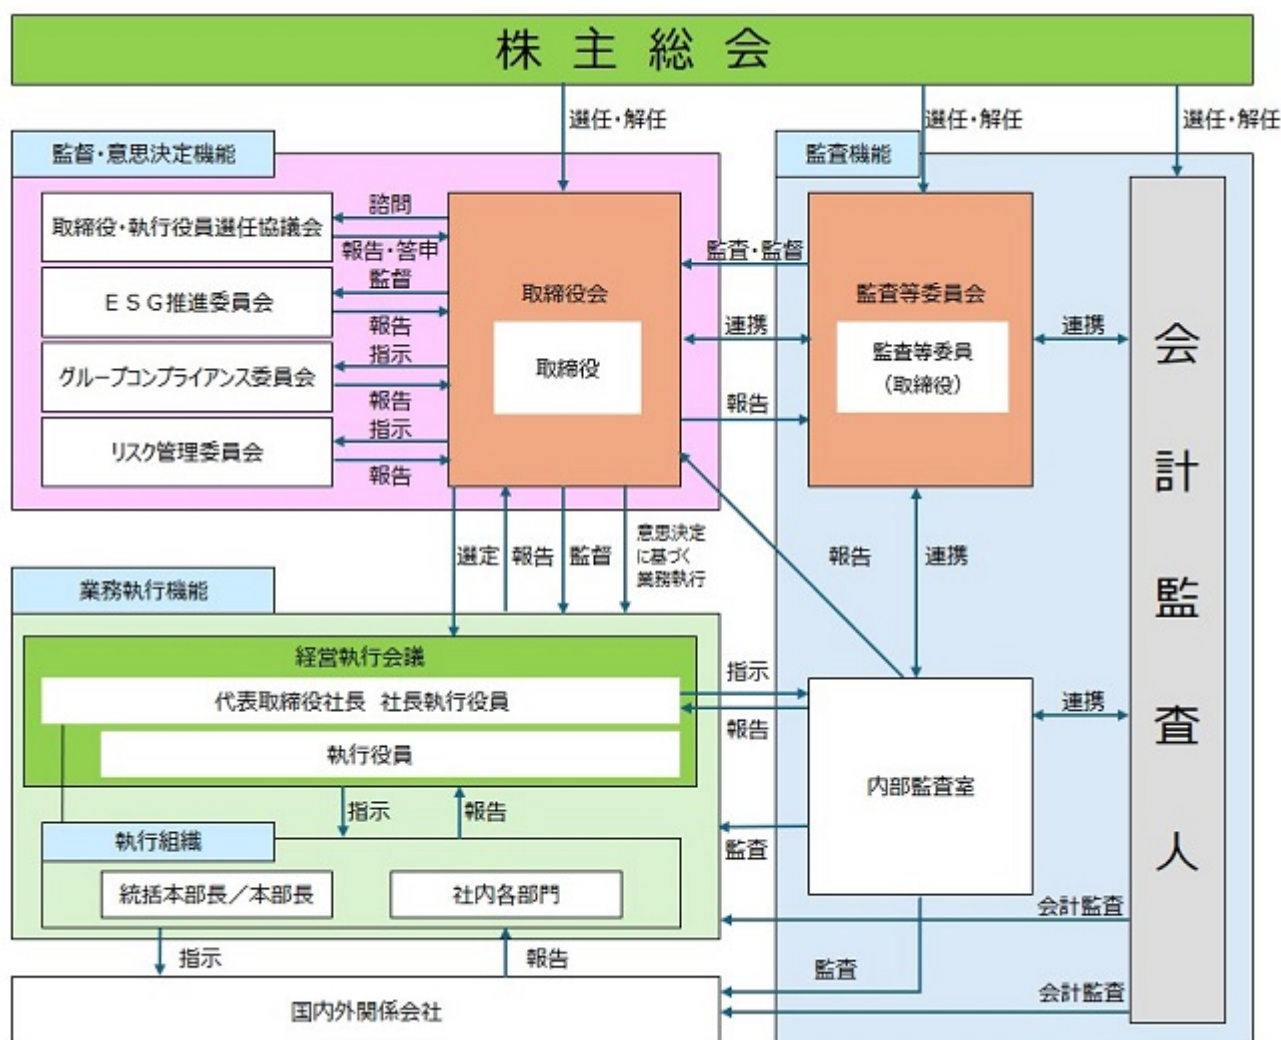 株主総会
選任・解任
選任・解任
選任・解任
監督・意思決定機能
監査機能
取締役・執行役員選任協議会
諮問
報告・答申
ESG推進委員会
監督
報告
グループコンプライアンス委員会
指示
報告
リスク管理委員会
指示
報告
取締役会
取締役
監査・監督
連携
報告
監査等委員会
監査等委員
(取締役)
連携
会計監査人
選定
報告
監督
意思決定
に基づく
業務執行
報告
連携
業務執行機能
経営執行会議
代表取締役社長 社長執行役員
執行役員
指示
報告
内部監査室
連携
指示
報告
監査
執行組織
統括本部長/本部長
社内各部門
会計監査
指示
報告
監査
会計監査
国内外関係会社